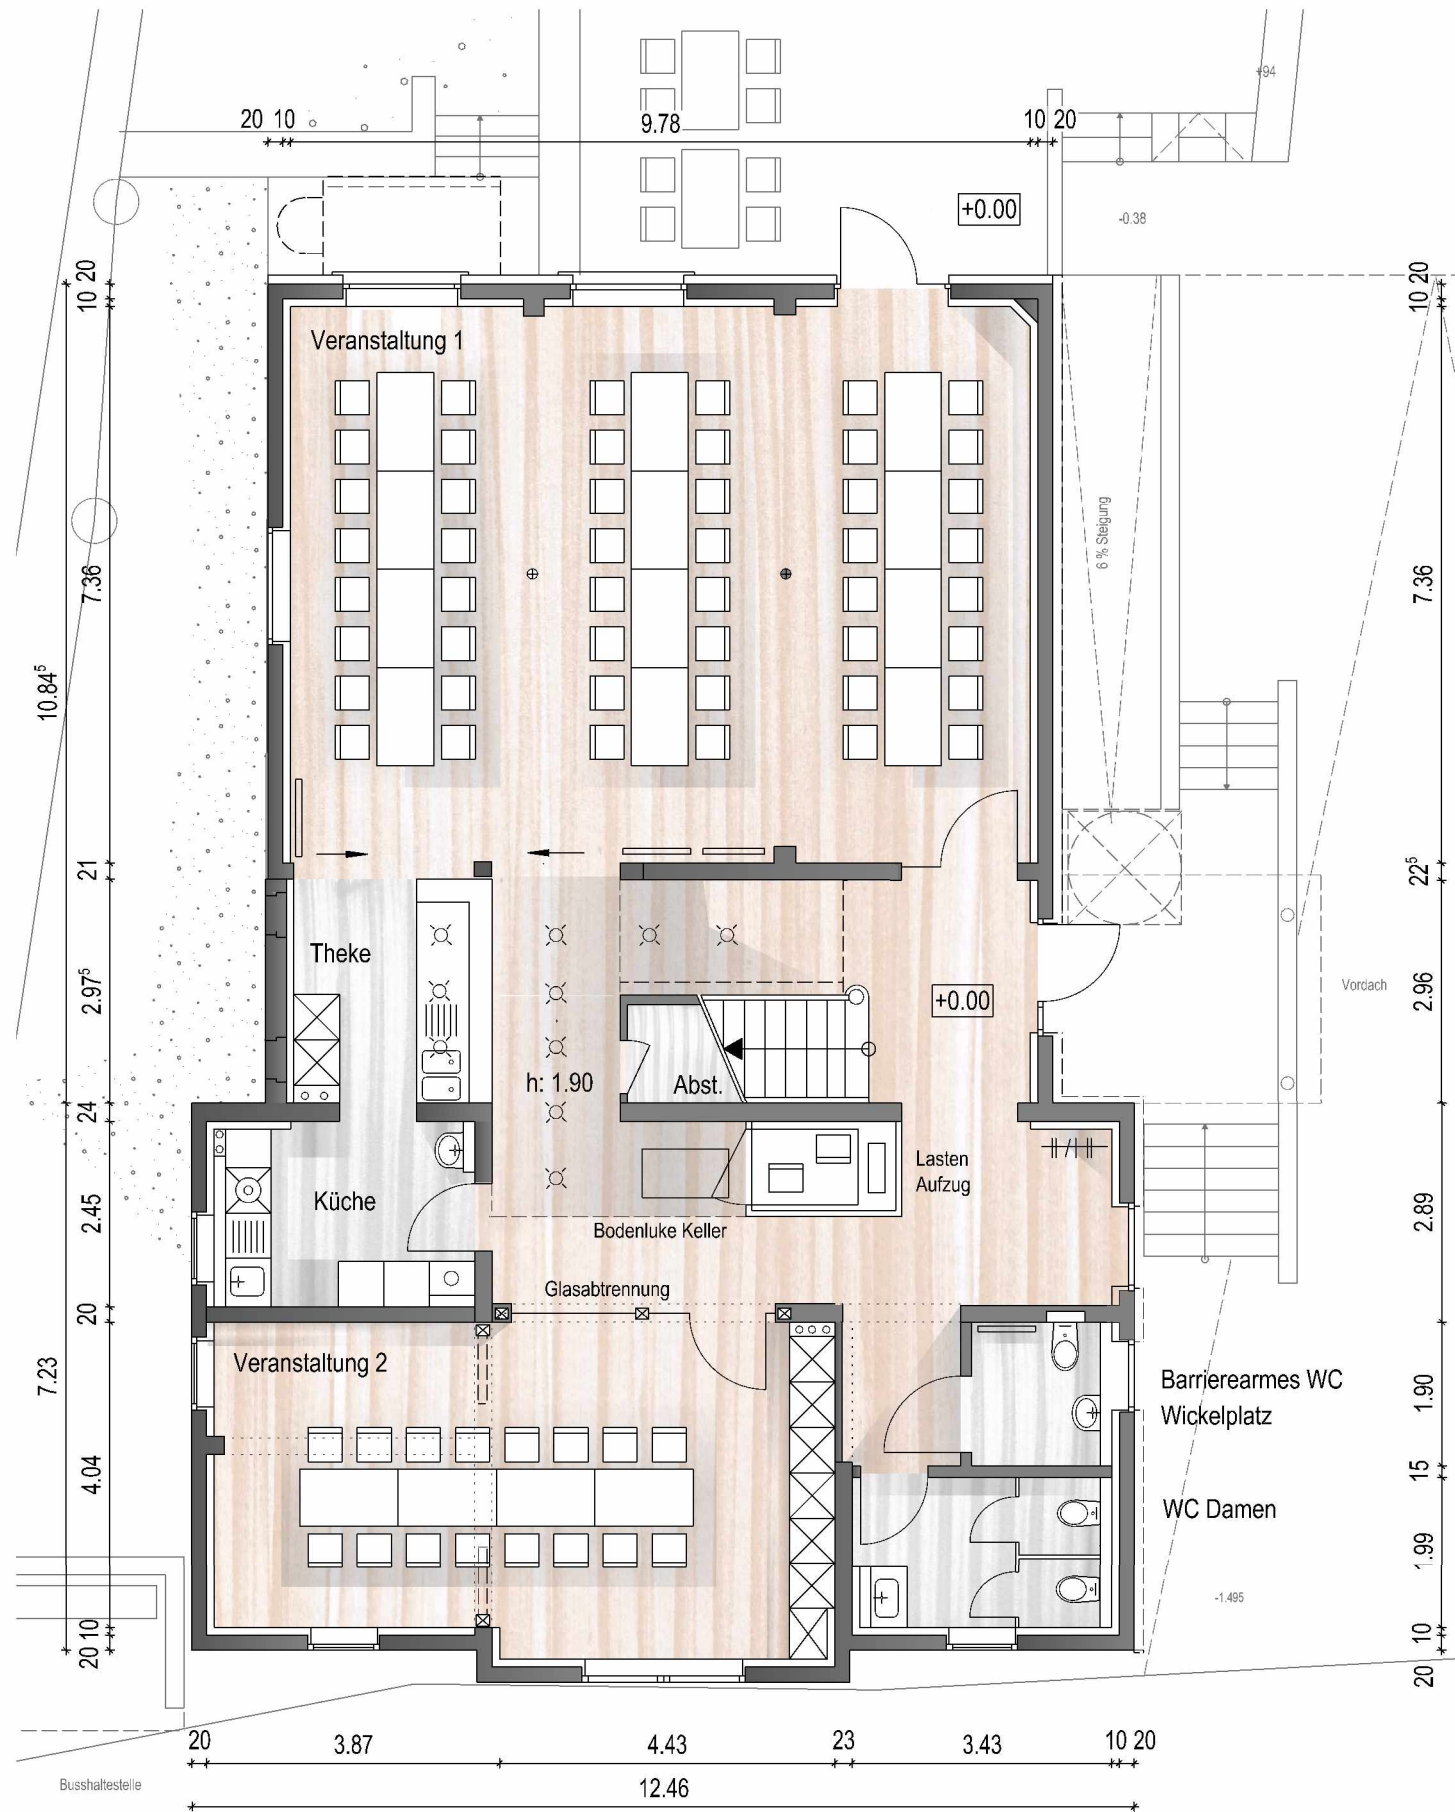 +94
20 10 9.78 10 20
+0.00
-0.38
20
10
20
10
Veranstaltung 1
6 % Steigung
7.36
7.36
10.84⁵
21
22⁵
Theke
2.97⁵
+0.00
2.96
Vordach
h: 1.90
Abst.
24
Lasten
Aufzug
Küche
2.45
2.89
Bodenluke Keller
Glasabtrennung
20
Veranstaltung 2
7.23
Barrierearmes WC
Wickelplatz
1.90
4.04
15
WC Damen
1.99
-1.495
10
20
10
20
20 3.87 4.43 23 3.43 10 20
Busshaltestelle
12.46